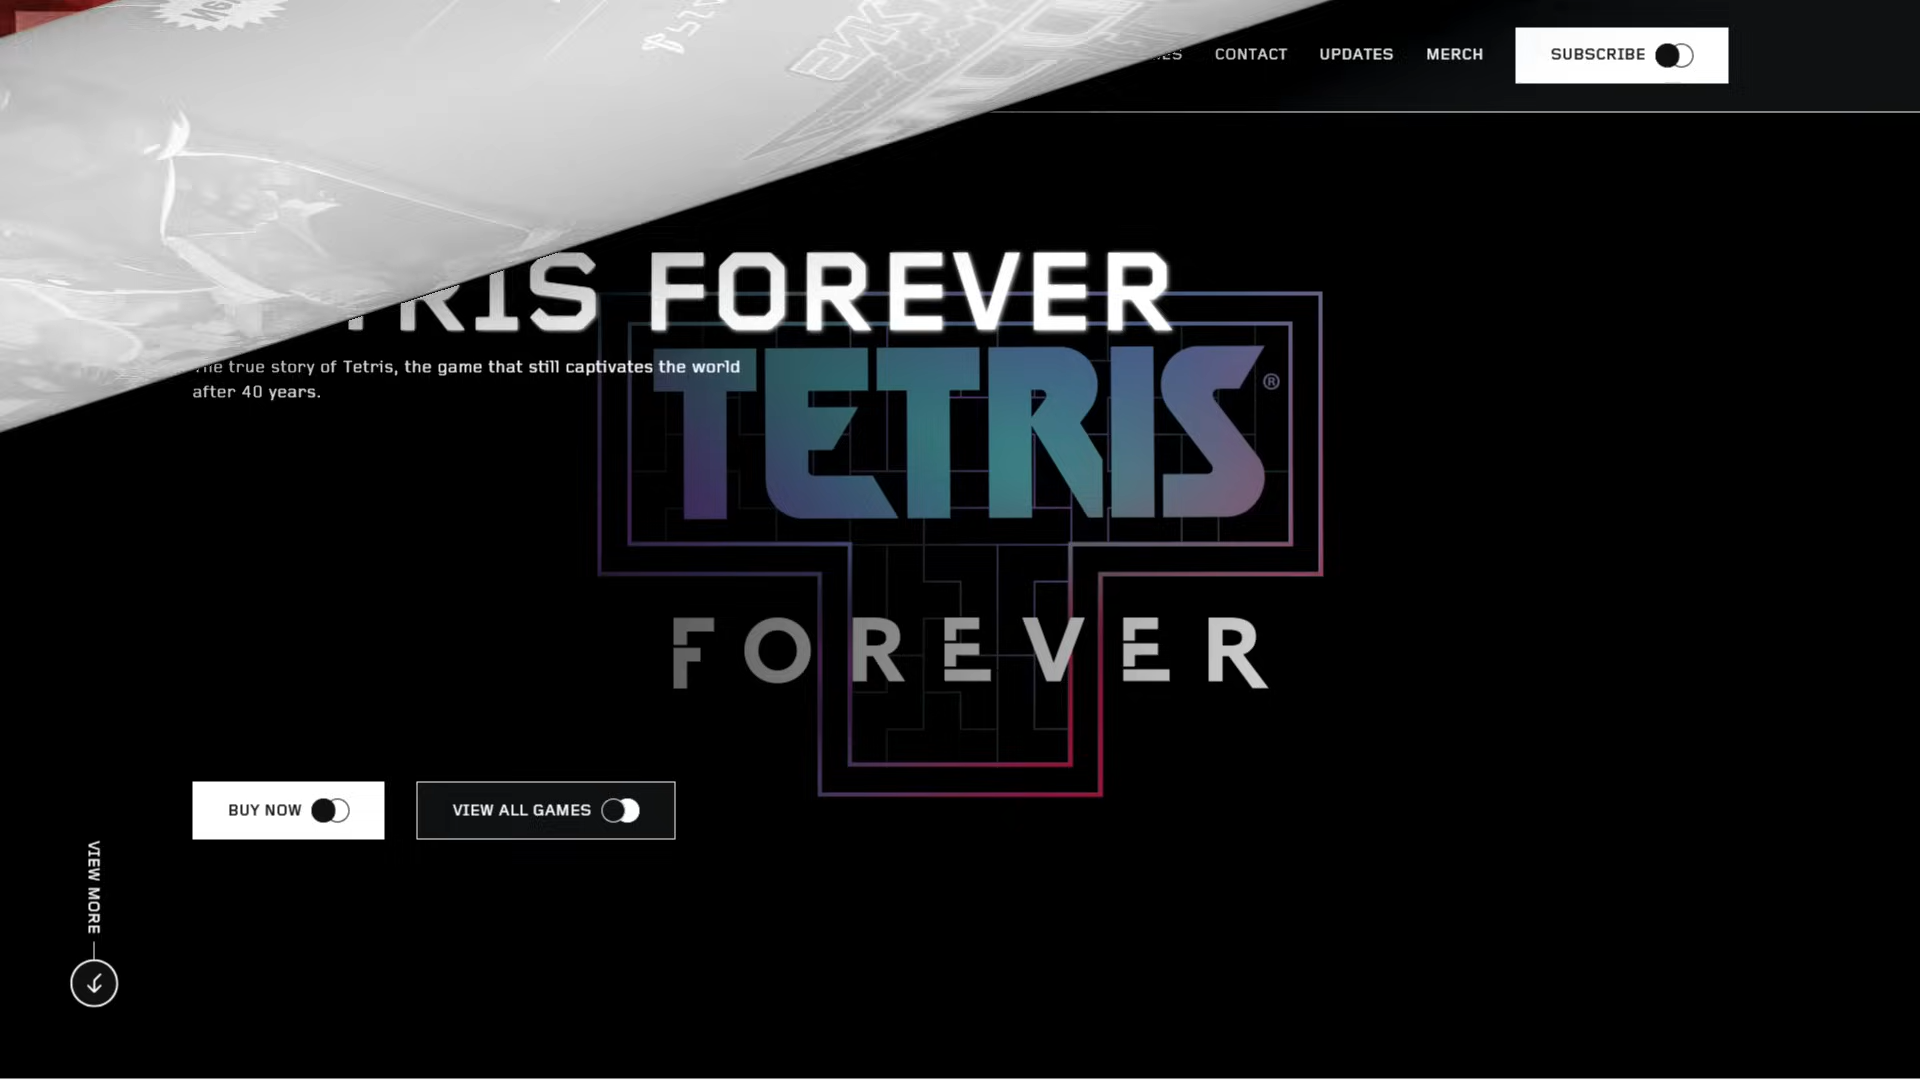 CONTACT UPDATES MERCH SUBSCRIBE
FOREVER
true story of Tetris, the game that still captivates the world
after 40 years.
TETRIS®
FOREVER
BUY NOW VIEW ALL GAMES
VIEW MORE